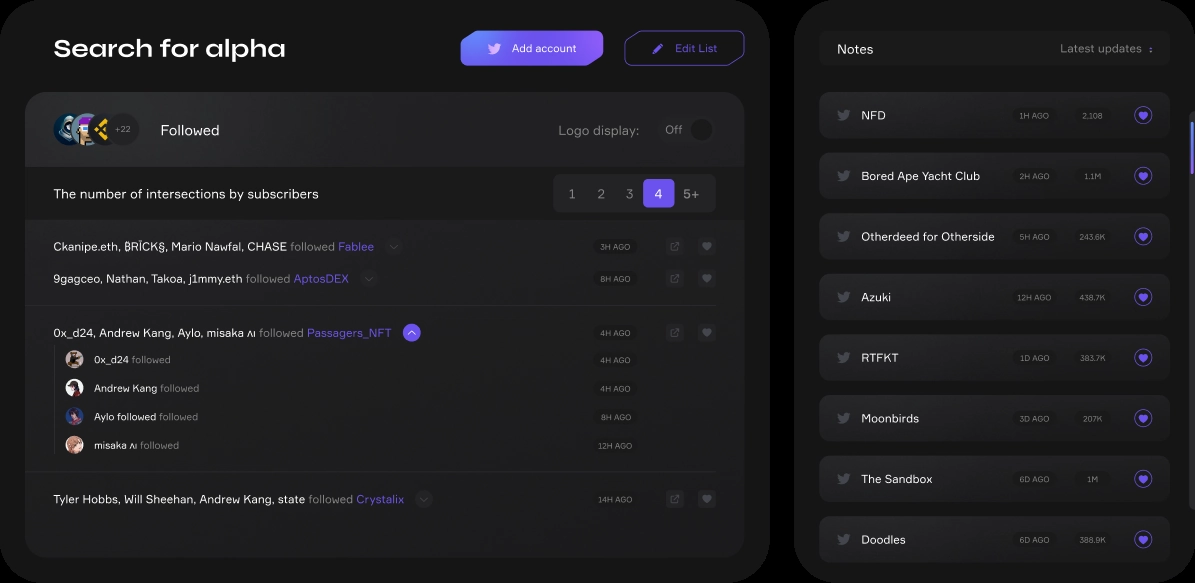 Search for alpha
Add account
Edit List
+22 Followed
Logo display: Off
The number of intersections by subscribers
1 2 3 4 5+
Ckanipe.eth, ₿RĬCK§, Mario Nawfal, CHASE followed Fablee 3H AGO
9gagceo, Nathan, Takoa, j1mmy.eth followed AptosDEX 8H AGO
0x_d24, Andrew Kang, Aylo, misaka ʌı followed Passagers_NFT 4H AGO
0x_d24 followed 4H AGO
Andrew Kang followed 4H AGO
Aylo followed followed 8H AGO
misaka ʌı followed 12H AGO
Tyler Hobbs, Will Sheehan, Andrew Kang, state followed Crystalix 14H AGO
Notes Latest updates
NFD 1H AGO 2,108
Bored Ape Yacht Club 2H AGO 1.1M
Otherdeed for Otherside 5H AGO 243.6K
Azuki 12H AGO 438.7K
RTFKT 1D AGO 383.7K
Moonbirds 3D AGO 207K
The Sandbox 6D AGO 1M
Doodles 6D AGO 388.9K